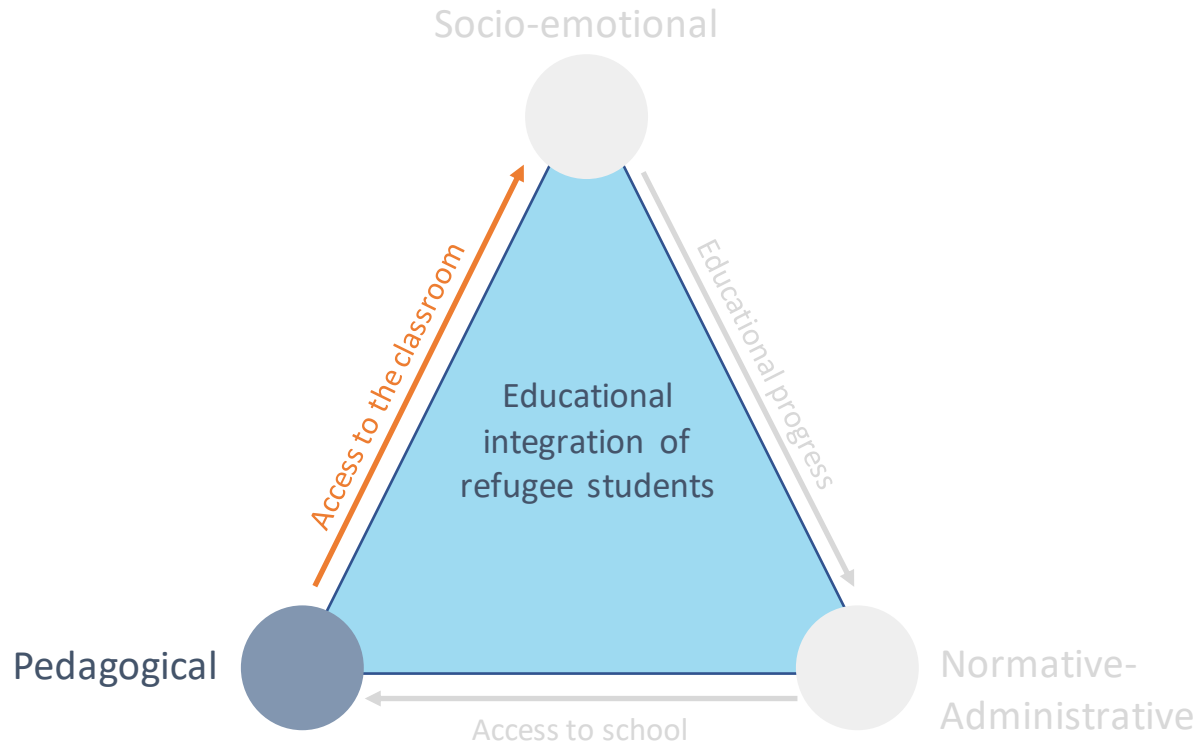 Socio-emotional
Access to the classroom
Educational progress
Educational
integration of
refugee students
Pedagogical
Normative-
Administrative
Access to school